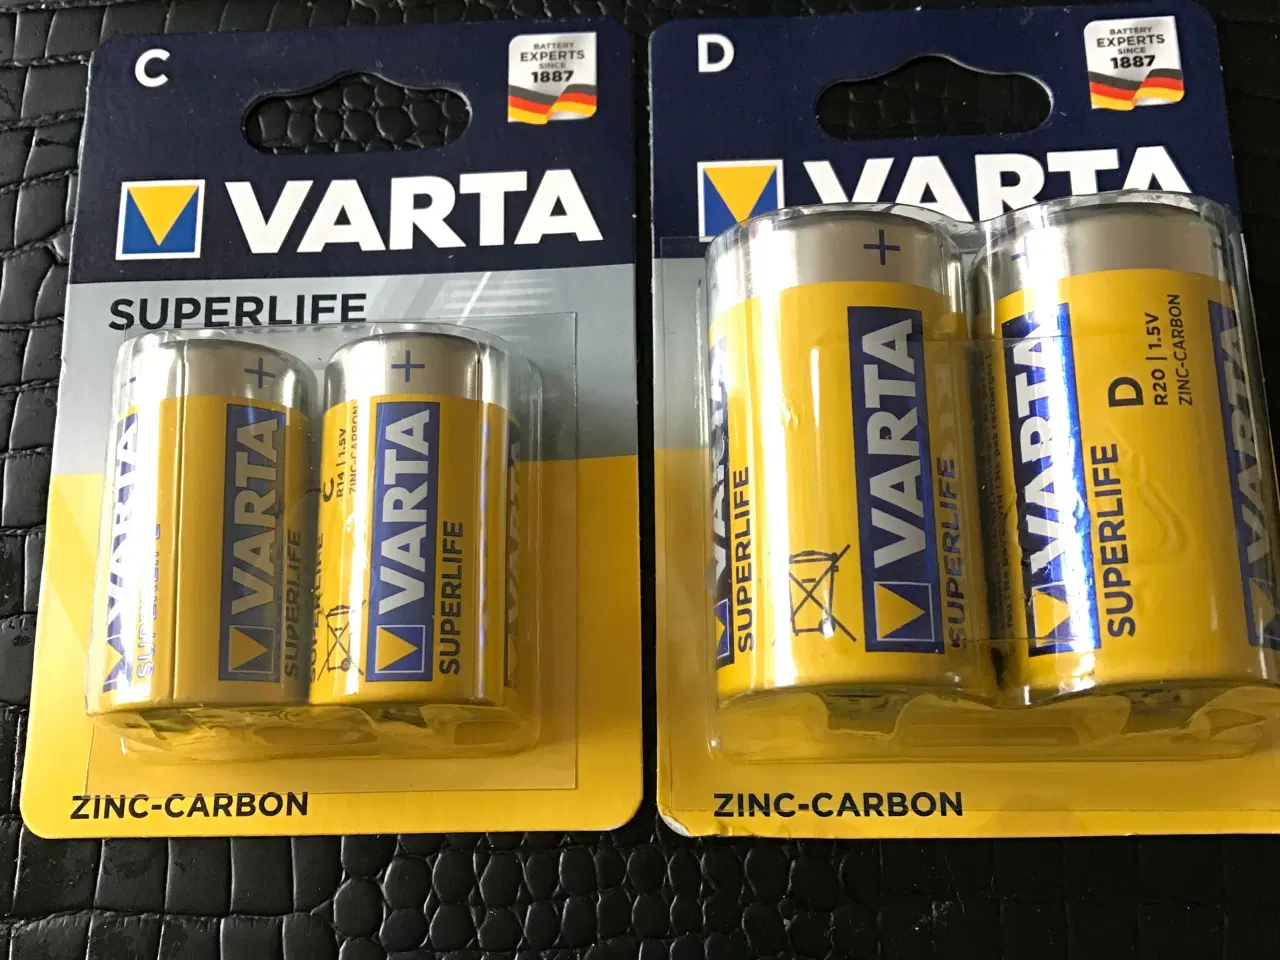 C
BATTERY
EXPERTS
SINCE
1887
VARTA
SUPERLIFE
VARTA
VARTA
SUPERLIFE
C
R14 | 1.5V
ZINC-CARBON
VARTA
SUPERLIFE
ZINC-CARBON
D
BATTERY
EXPERTS
SINCE
1887
VARTA
+
SUPERLIFE
VARTA
SUPERLIFE
VARTA
SUPERLIFE
D
R20 | 1.5V
ZINC-CARBON
VARTA
ZINC-CARBON